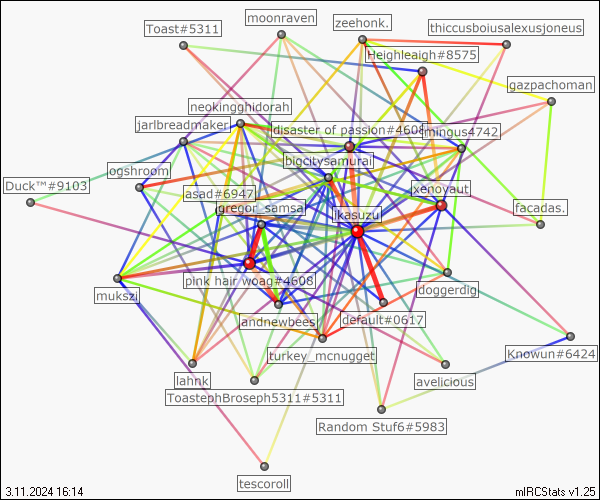 moonraven
Toast#5311
zeehonk.
thiccusboiusalexusjoneus
Heighleaigh#8575
gazpachoman
neokingghidorah
jarlbreadmaker
disaster of passion#4608
mingus4742
bigcitysamurai
ogshroom
Duck™#9103
asad#6947
xenoyaut
gregor_samsa
lkasuzu
facadas.
pink hair woag#4608
doggerdig
mukszi
andnewbees
default#0617
turkey_mcnugget
Knowun#6424
lahnk
avelicious
ToastephBroseph5311#5311
Random Stuf6#5983
tescoroll
3.11.2024 16:14
mIRCStats v1.25